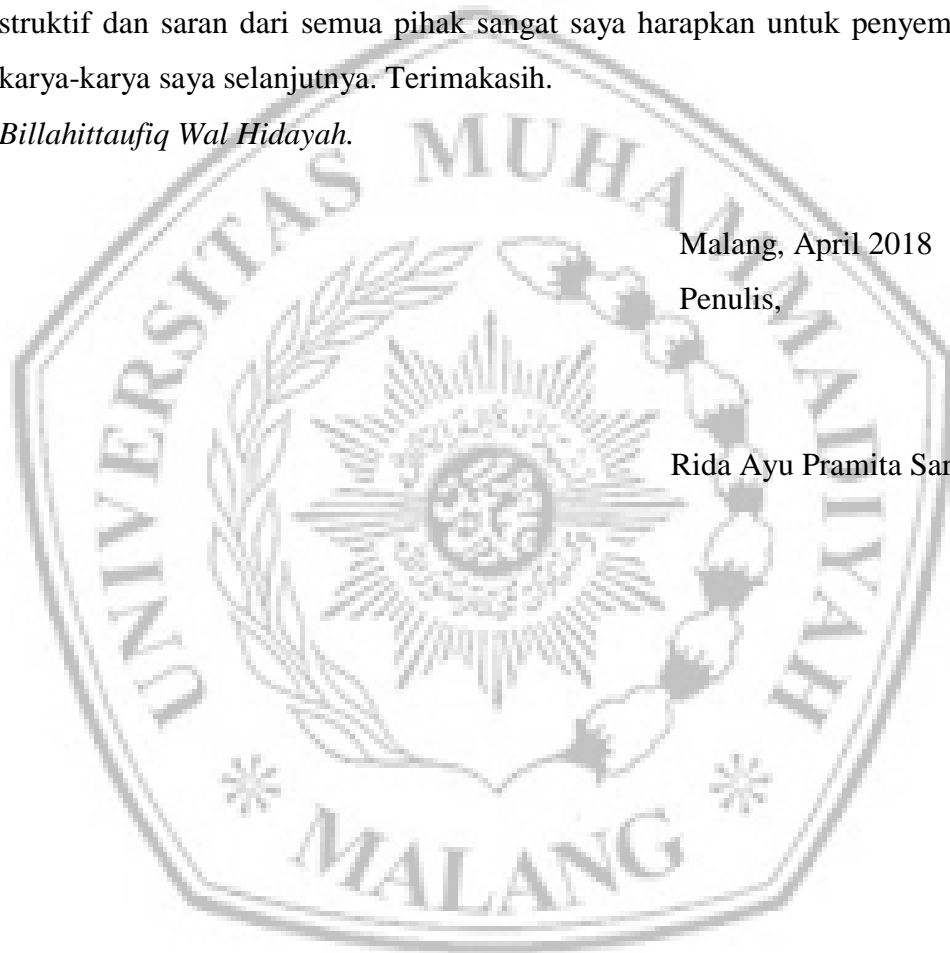 struktif dan saran dari semua pihak sangat saya harapkan untuk penyem
karya-karya saya selanjutnya. Terimakasih.
Billahittaufiq Wal Hidayah.
Malang, April 2018
Penulis,
Rida Ayu Pramita Sar
UNIVERSITAS MUHAMMADIYAH
MALANG